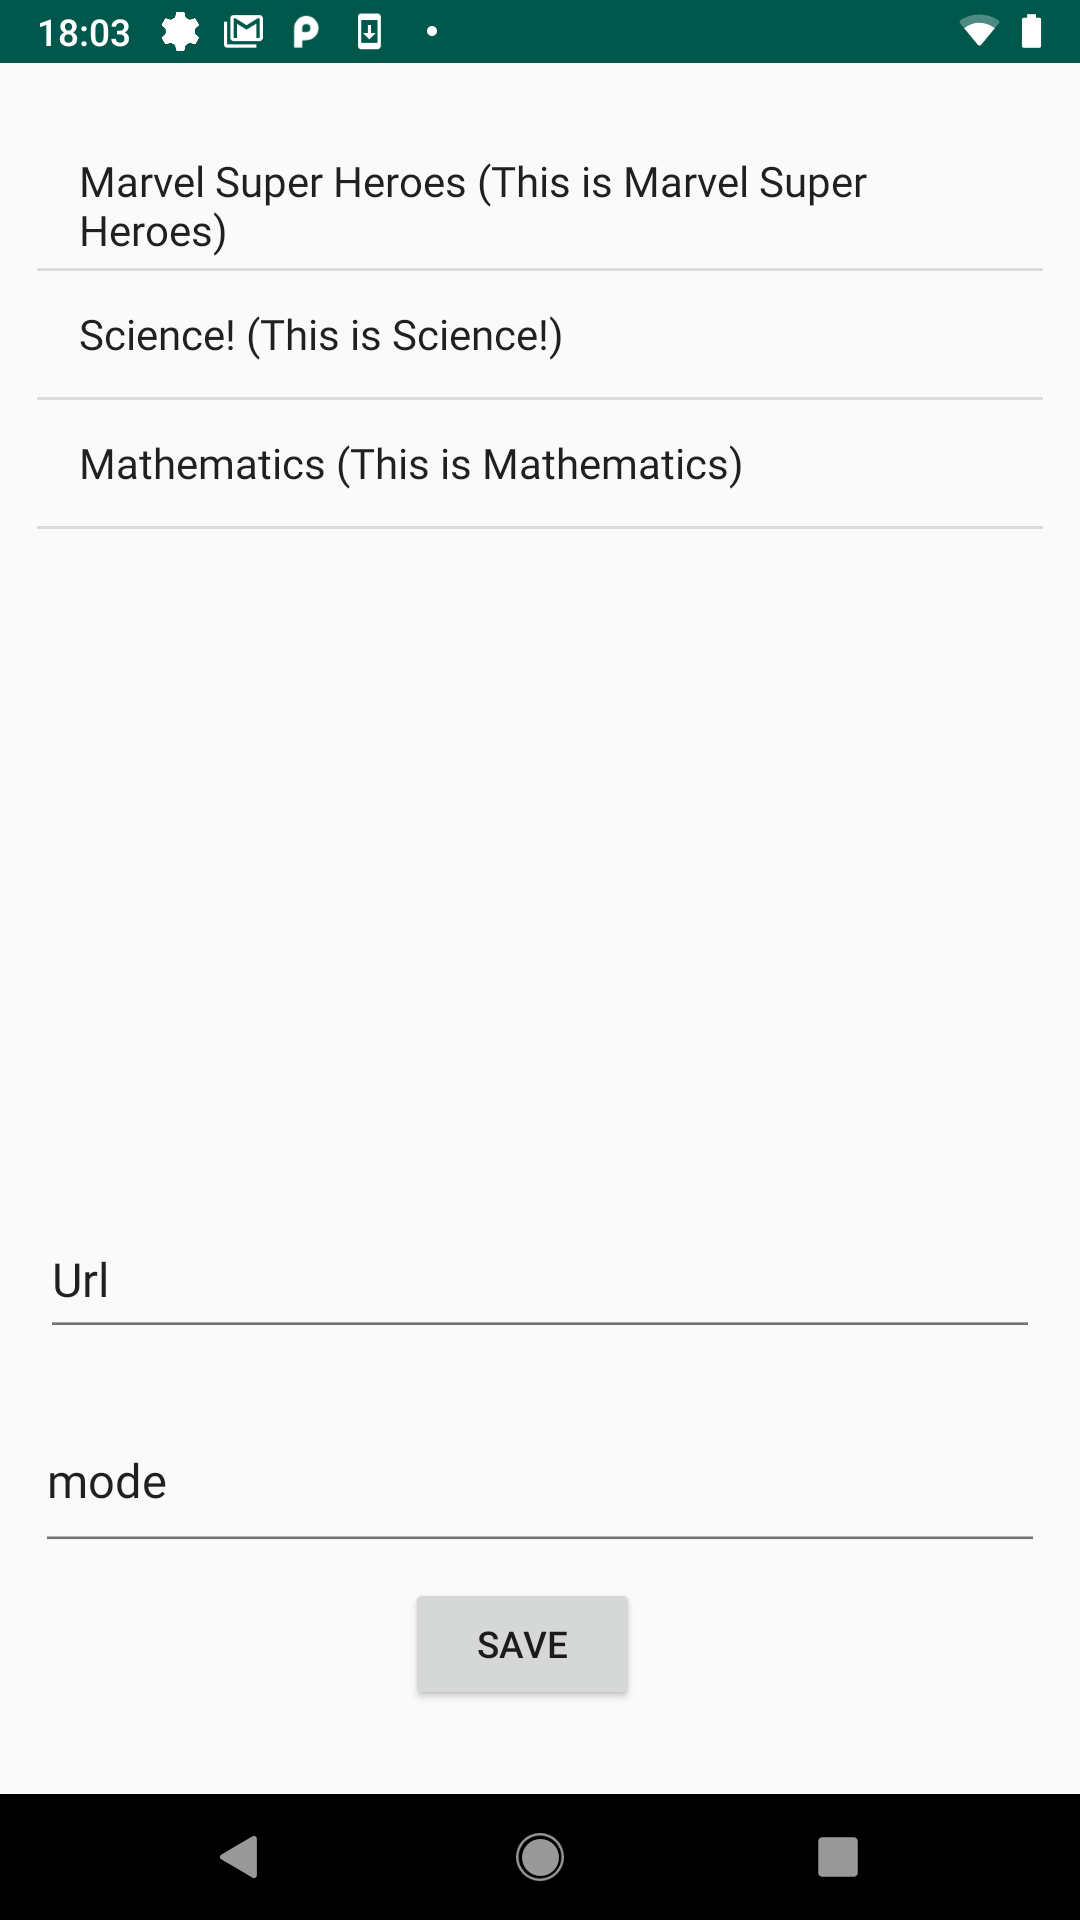 18:03
Marvel Super Heroes (This is Marvel Super
Heroes)
Science! (This is Science!)
Mathematics (This is Mathematics)
Url
mode
SAVE